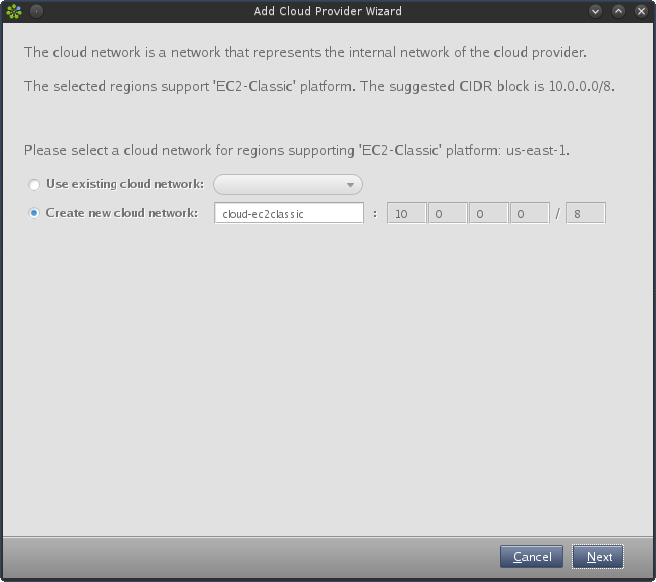 Add Cloud Provider Wizard
The cloud network is a network that represents the internal network of the cloud provider.
The selected regions support 'EC2-Classic' platform. The suggested CIDR block is 10.0.0.0/8.
Please select a cloud network for regions supporting 'EC2-Classic' platform: us-east-1.
Use existing cloud network:
Create new cloud network: cloud-ec2classic : 10 0 0 0 / 8
Cancel Next